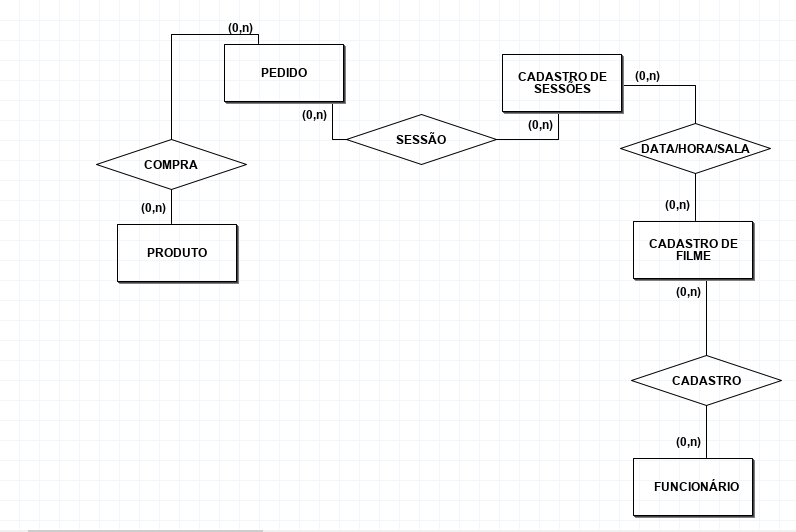 (0,n)
PEDIDO
(0,n)
CADASTRO DE
SESSÕES
(0,n)
(0,n)
SESSÃO
DATA/HORA/SALA
COMPRA
(0,n)
PRODUTO
(0,n)
CADASTRO DE
FILME
(0,n)
CADASTRO
(0,n)
FUNCIONÁRIO